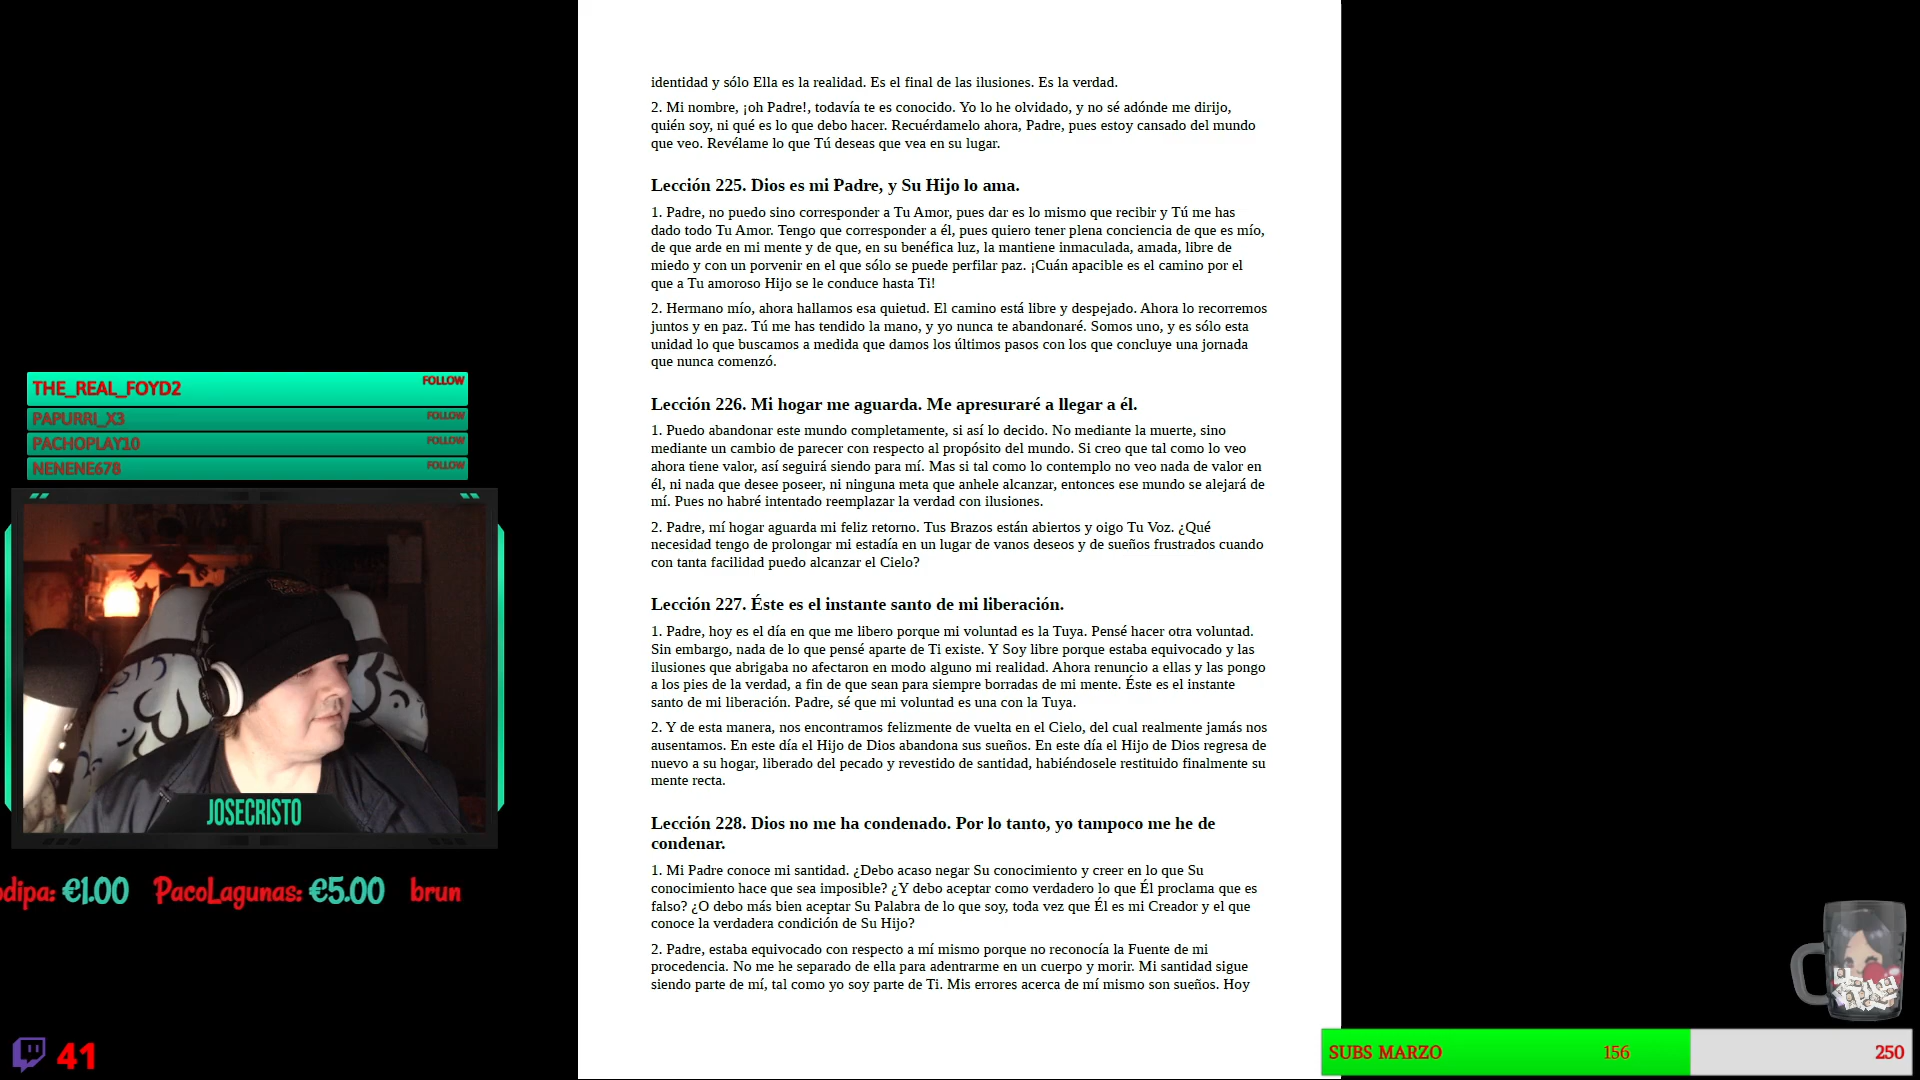 identidad y sólo Ella es la realidad. Es el final de las ilusiones. Es la verdad.
2. Mi nombre, ¡oh Padre!, todavía te es conocido. Yo lo he olvidado, y no sé adónde me dirijo,
quién soy, ni qué es lo que debo hacer. Recuérdamelo ahora, Padre, pues estoy cansado del mundo
que veo. Revélame lo que Tú deseas que vea en su lugar.
Lección 225. Dios es mi Padre, y Su Hijo lo ama.
1. Padre, no puedo sino corresponder a Tu Amor, pues dar es lo mismo que recibir y Tú me has
dado todo Tu Amor. Tengo que corresponder a él, pues quiero tener plena conciencia de que es mío,
de que arde en mi mente y de que, en su benéfica luz, la mantiene inmaculada, amada, libre de
miedo y con un porvenir en el que sólo se puede perfilar paz. ¡Cuán apacible es el camino por el
que a Tu amoroso Hijo se le conduce hasta Ti!
2. Hermano mío, ahora hallamos esa quietud. El camino está libre y despejado. Ahora lo recorremos
juntos y en paz. Tú me has tendido la mano, y yo nunca te abandonaré. Somos uno, y es sólo esta
unidad lo que buscamos a medida que damos los últimos pasos con los que concluye una jornada
que nunca comenzó.
Lección 226. Mi hogar me aguarda. Me apresuraré a llegar a él.
1. Puedo abandonar este mundo completamente, si así lo decido. No mediante la muerte, sino
mediante un cambio de parecer con respecto al propósito del mundo. Si creo que tal como lo veo
ahora tiene valor, así seguirá siendo para mí. Mas si tal como lo contemplo no veo nada de valor en
él, ni nada que desee poseer, ni ninguna meta que anhele alcanzar, entonces ese mundo se alejará de
mí. Pues no habré intentado reemplazar la verdad con ilusiones.
2. Padre, mí hogar aguarda mi feliz retorno. Tus Brazos están abiertos y oigo Tu Voz. ¿Qué
necesidad tengo de prolongar mi estadía en un lugar de vanos deseos y de sueños frustrados cuando
con tanta facilidad puedo alcanzar el Cielo?
Lección 227. Éste es el instante santo de mi liberación.
1. Padre, hoy es el día en que me libero porque mi voluntad es la Tuya. Pensé hacer otra voluntad.
Sin embargo, nada de lo que pensé aparte de Ti existe. Y Soy libre porque estaba equivocado y las
ilusiones que abrigaba no afectaron en modo alguno mi realidad. Ahora renuncio a ellas y las pongo
a los pies de la verdad, a fin de que sean para siempre borradas de mi mente. Éste es el instante
santo de mi liberación. Padre, sé que mi voluntad es una con la Tuya.
2. Y de esta manera, nos encontramos felizmente de vuelta en el Cielo, del cual realmente jamás nos
ausentamos. En este día el Hijo de Dios abandona sus sueños. En este día el Hijo de Dios regresa de
nuevo a su hogar, liberado del pecado y revestido de santidad, habiéndosele restituido finalmente su
mente recta.
Lección 228. Dios no me ha condenado. Por lo tanto, yo tampoco me he de
condenar.
1. Mi Padre conoce mi santidad. ¿Debo acaso negar Su conocimiento y creer en lo que Su
conocimiento hace que sea imposible? ¿Y debo aceptar como verdadero lo que Él proclama que es
falso? ¿O debo más bien aceptar Su Palabra de lo que soy, toda vez que Él es mi Creador y el que
conoce la verdadera condición de Su Hijo?
2. Padre, estaba equivocado con respecto a mí mismo porque no reconocía la Fuente de mi
procedencia. No me he separado de ella para adentrarme en un cuerpo y morir. Mi santidad sigue
siendo parte de mí, tal como yo soy parte de Ti. Mis errores acerca de mí mismo son sueños. Hoy
THE_REAL_FOYD2 FOLLOW
PAPURRI_X3 FOLLOW
PACHOPLAY10 FOLLOW
NENENE678 FOLLOW
JOSECRISTO
odipa: €1.00 PacoLagunas: €5.00 brun
41
SUBS MARZO 156 250